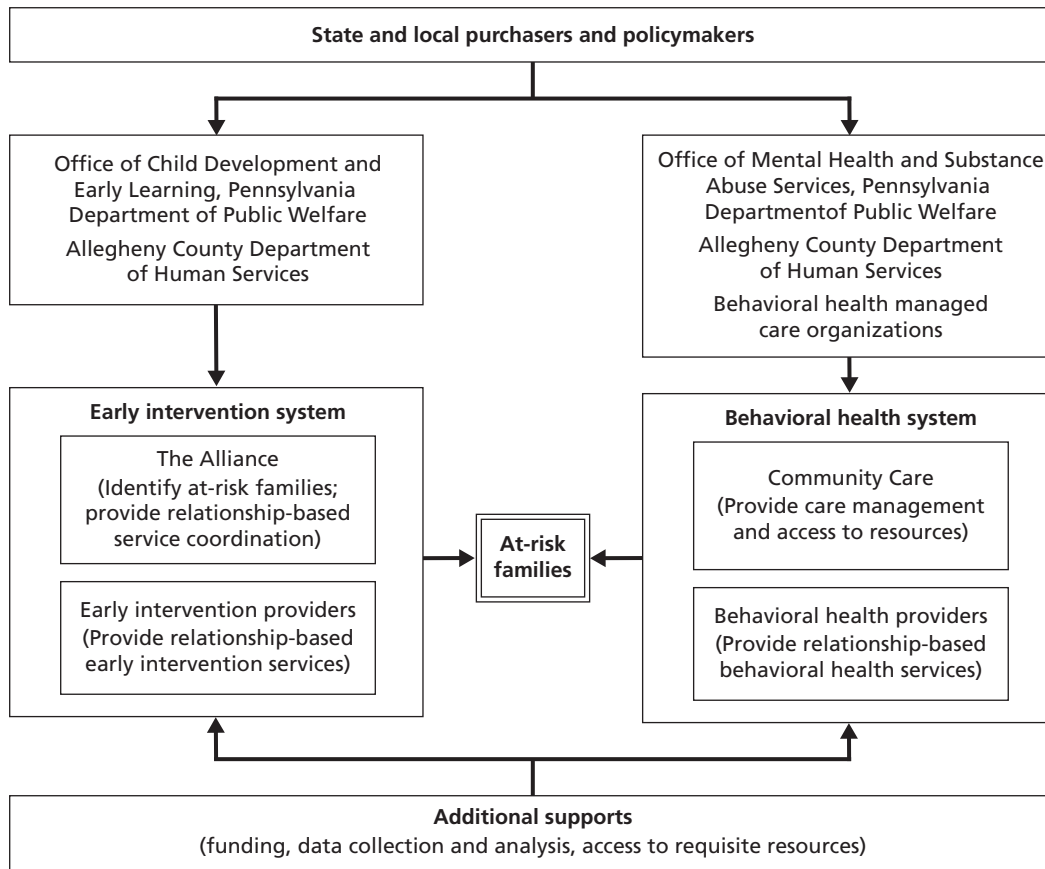 State and local purchasers and policymakers
Office of Child Development and
Early Learning, Pennsylvania
Department of Public Welfare
Allegheny County Department
of Human Services
Office of Mental Health and Substance
Abuse Services, Pennsylvania
Departmentof Public Welfare
Allegheny County Department
of Human Services
Behavioral health managed
care organizations
Early intervention system
The Alliance
(Identify at-risk families;
provide relationship-based
service coordination)
Early intervention providers
(Provide relationship-based
early intervention services)
At-risk
families
Behavioral health system
Community Care
(Provide care management
and access to resources)
Behavioral health providers
(Provide relationship-based
behavioral health services)
Additional supports
(funding, data collection and analysis, access to requisite resources)